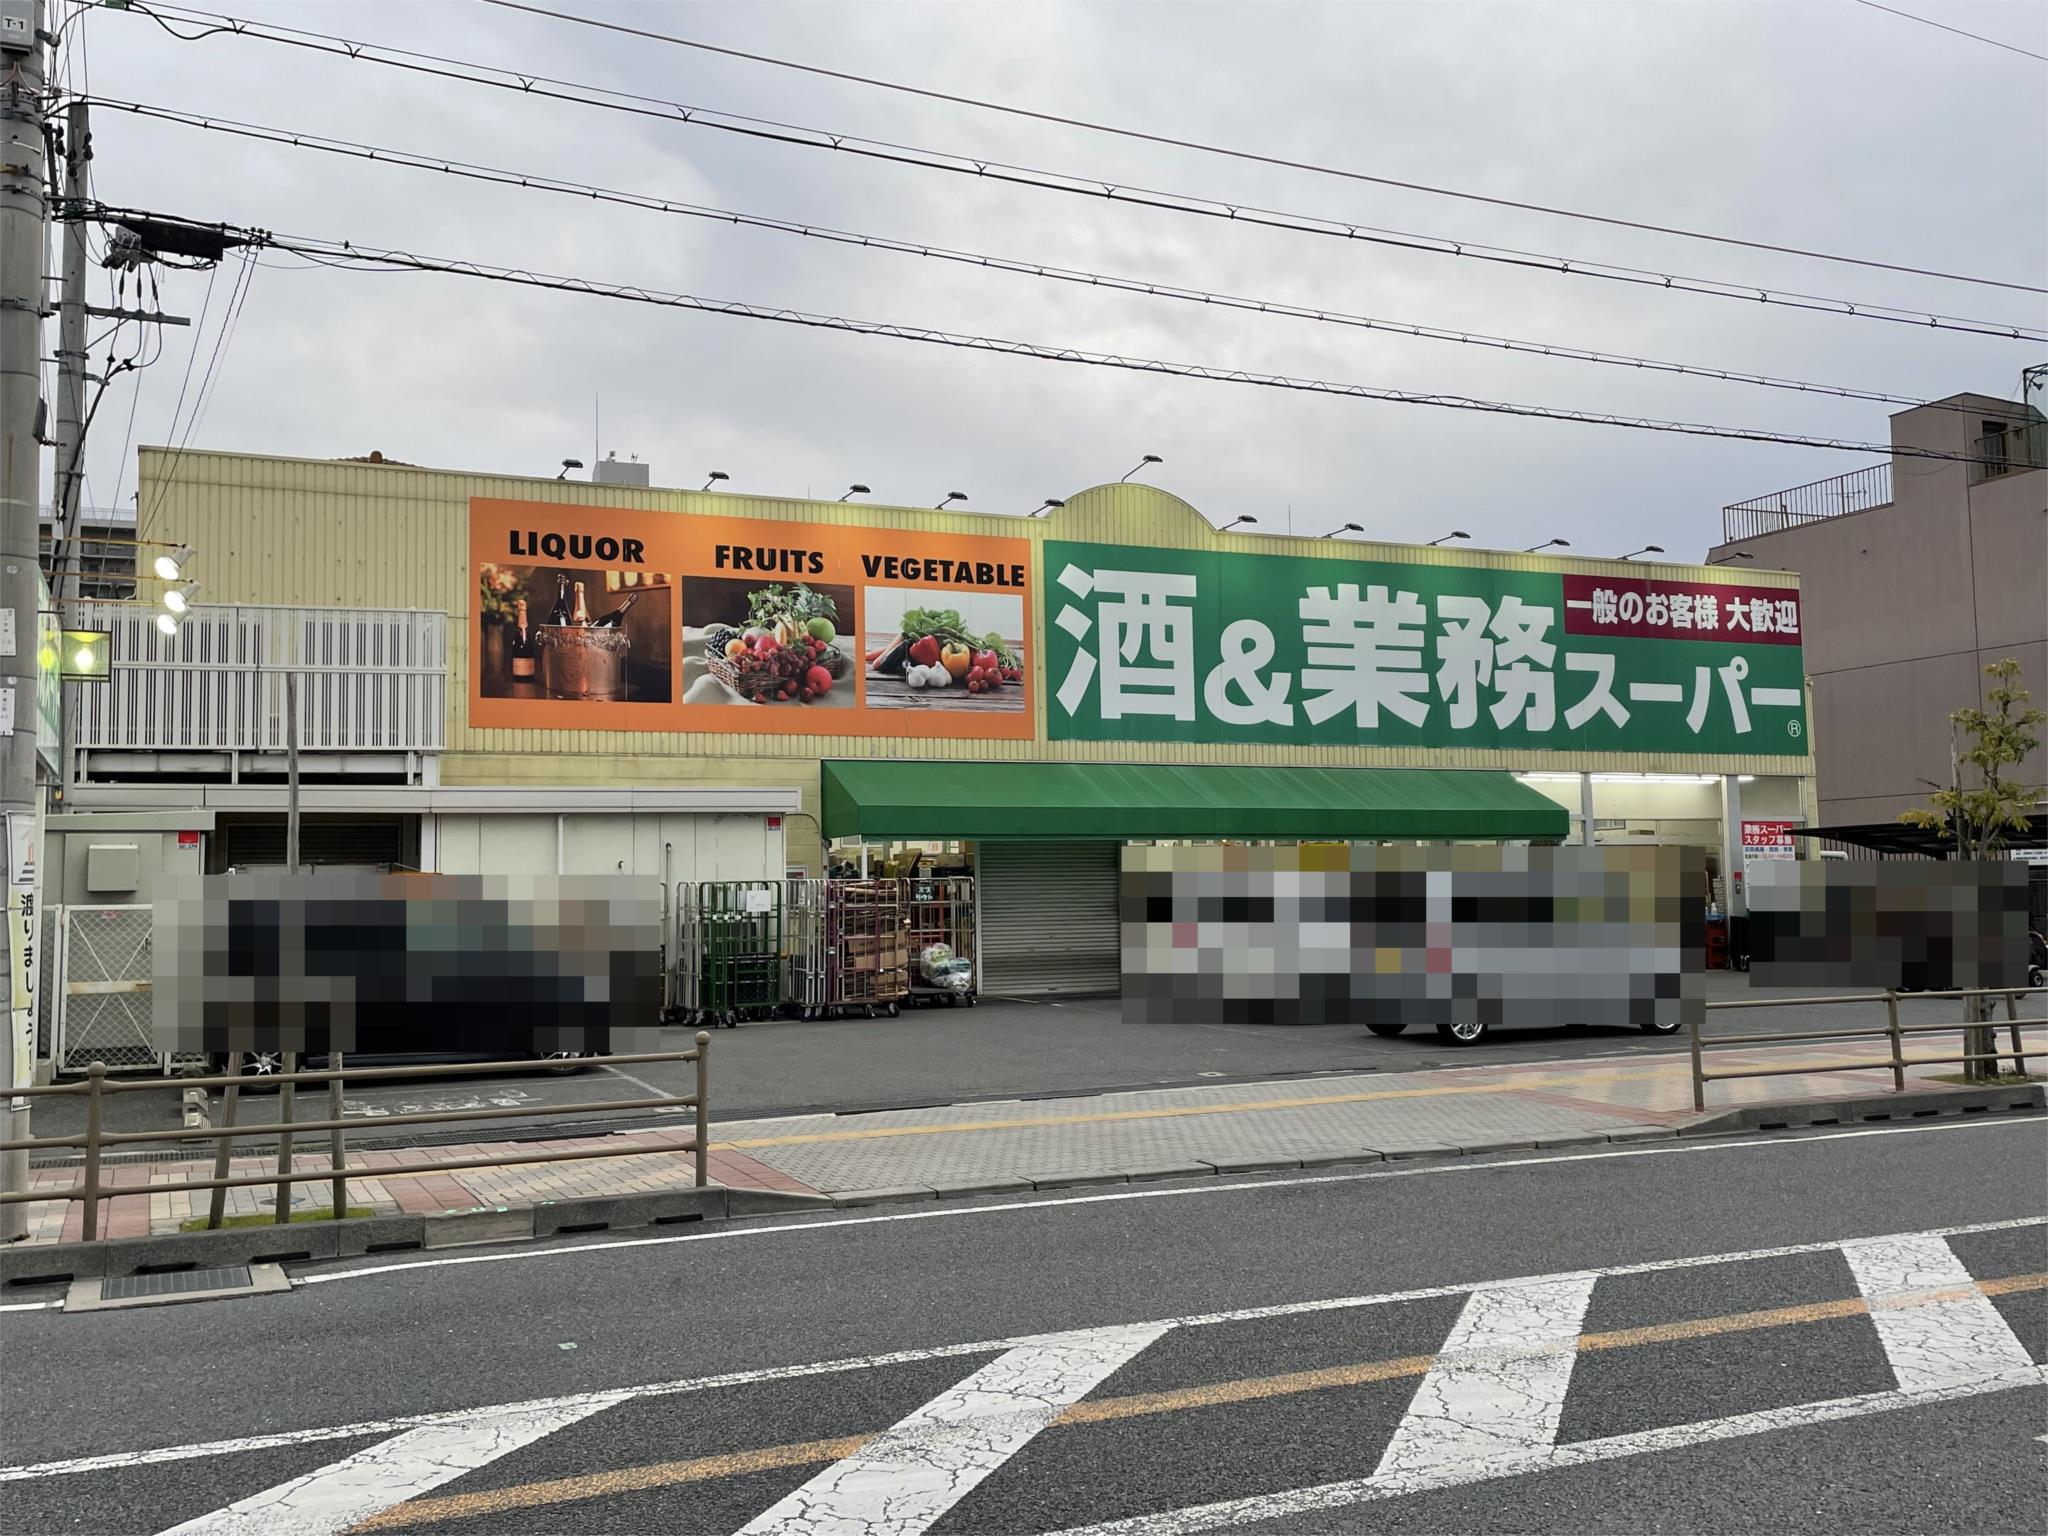 T-1
LIQUOR
FRUITS
VEGETABLE
酒&業務スーパー®
一般のお客様 大歓迎
業務スーパー
スタッフ募集